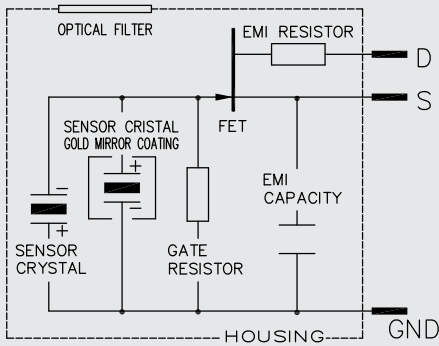 OPTICAL FILTER
EMI RESISTOR
D
S
SENSOR CRISTAL
GOLD MIRROR COATING
FET
+
EMI
CAPACITY
–
–
+
SENSOR
CRYSTAL
GATE
RESISTOR
GND
HOUSING